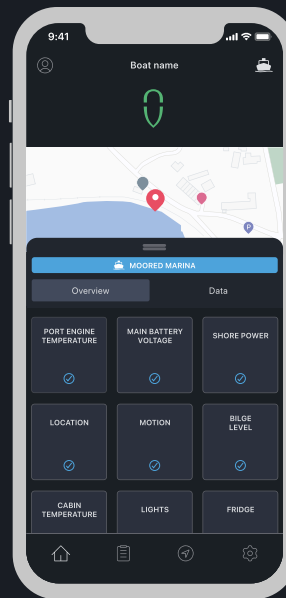 9:41
Boat name
P
MOORED MARINA
Overview
Data
PORT ENGINE
TEMPERATURE
MAIN BATTERY
VOLTAGE
SHORE POWER
LOCATION
MOTION
BILGE
LEVEL
CABIN
TEMPERATURE
LIGHTS
FRIDGE